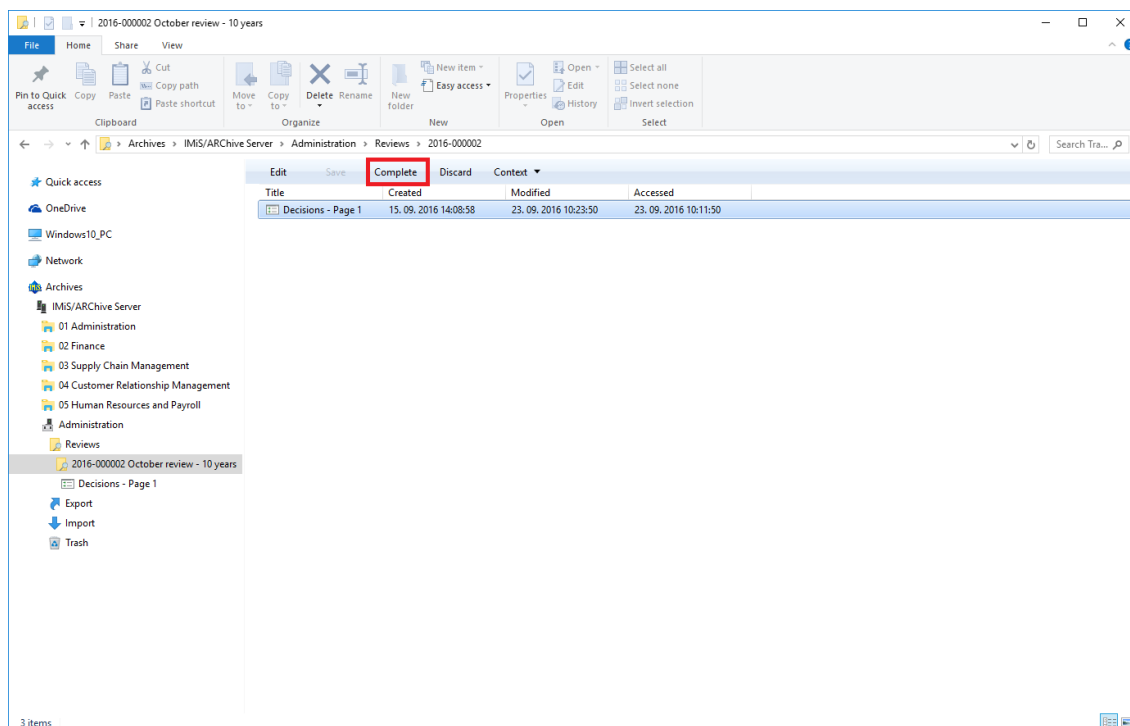 2016-000002 October review - 10 years
File Home Share View
Pin to Quick access
Copy
Paste
Cut
Copy path
Paste shortcut
Clipboard
Move to
Copy to
Delete
Rename
Organize
New folder
New item
Easy access
New
Properties
Open
Edit
History
Open
Select all
Select none
Invert selection
Select
Archives IMiS/ARChive Server Administration Reviews 2016-000002
Search Tra...
Edit Save Complete Discard Context
Title Created Modified Accessed
Decisions - Page 1 15. 09. 2016 14:08:58 23. 09. 2016 10:23:50 23. 09. 2016 10:11:50
Quick access
OneDrive
Windows10_PC
Network
Archives
IMiS/ARChive Server
01 Administration
02 Finance
03 Supply Chain Management
04 Customer Relationship Management
05 Human Resources and Payroll
Administration
Reviews
2016-000002 October review - 10 years
Decisions - Page 1
Export
Import
Trash
3 items